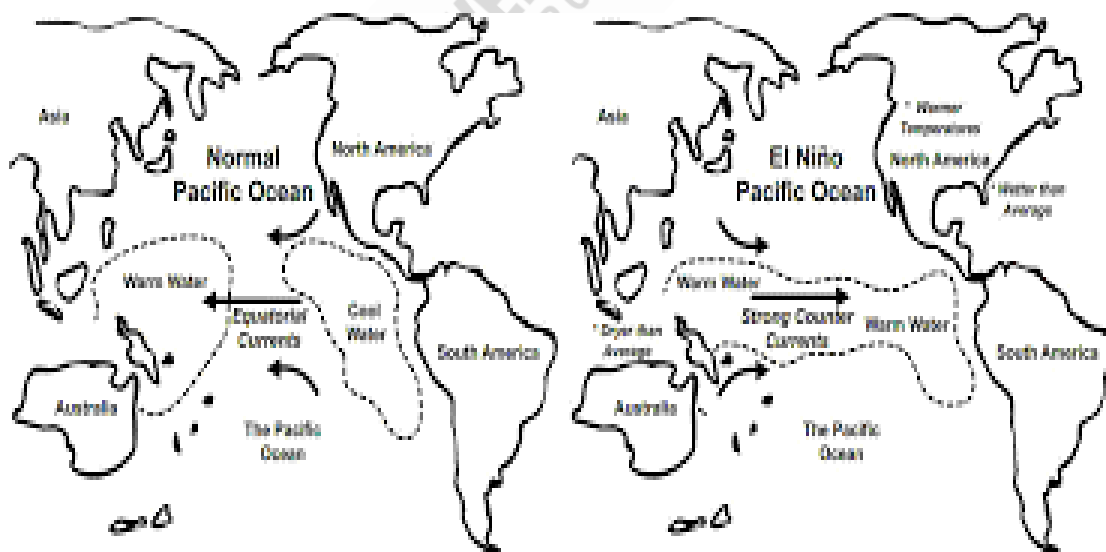 Asia
Normal
Pacific Ocean
North America
Warm Water
Equatorial
Currents
Cool
Water
South America
Australia
The Pacific
Ocean
Asia
* Warmer
Temperatures
El Niño
Pacific Ocean
North America
* Wetter than
Average
Warm Water
Strong Counter
Currents
Warm Water
* Dryer than
Average
South America
Australia
The Pacific
Ocean